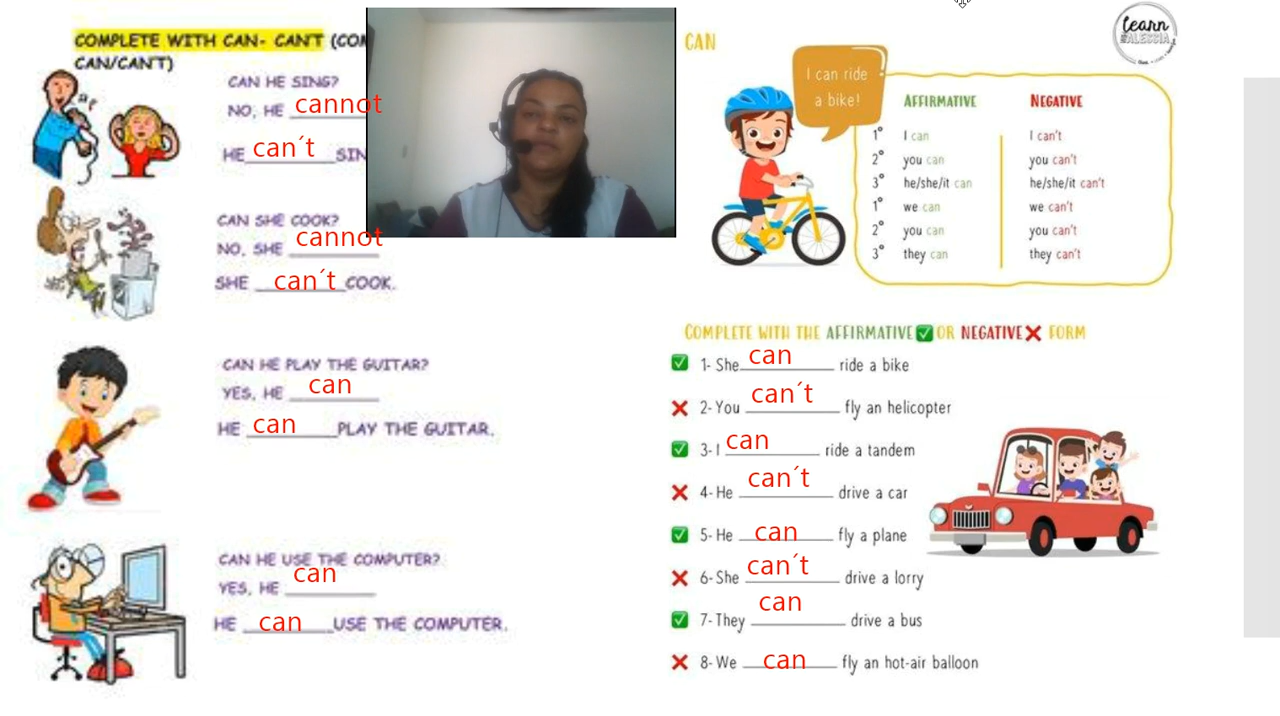 COMPLETE WITH CAN- CAN'T (COM
CAN/CAN'T)
CAN HE SING?
NO, HE ________ cannot
HE can´t SIN
CAN SHE COOK?
NO, SHE ________ cannot
SHE can´t COOK.
CAN HE PLAY THE GUITAR?
YES, HE can
HE can PLAY THE GUITAR.
CAN HE USE THE COMPUTER?
YES, HE can
HE can USE THE COMPUTER.
CAN
learn
ALESSIA
I can ride
a bike!
AFFIRMATIVE NEGATIVE
1° I can I can't
2° you can you can't
3° he/she/it can he/she/it can't
1° we can we can't
2° you can you can't
3° they can they can't
COMPLETE WITH THE AFFIRMATIVE ✅ OR NEGATIVE ❌ FORM
✅ 1- She can ride a bike
❌ 2- You can´t fly an helicopter
✅ 3- I can ride a tandem
❌ 4- He can´t drive a car
✅ 5- He can fly a plane
❌ 6- She can´t drive a lorry
✅ 7- They can drive a bus
❌ 8- We can fly an hot-air balloon